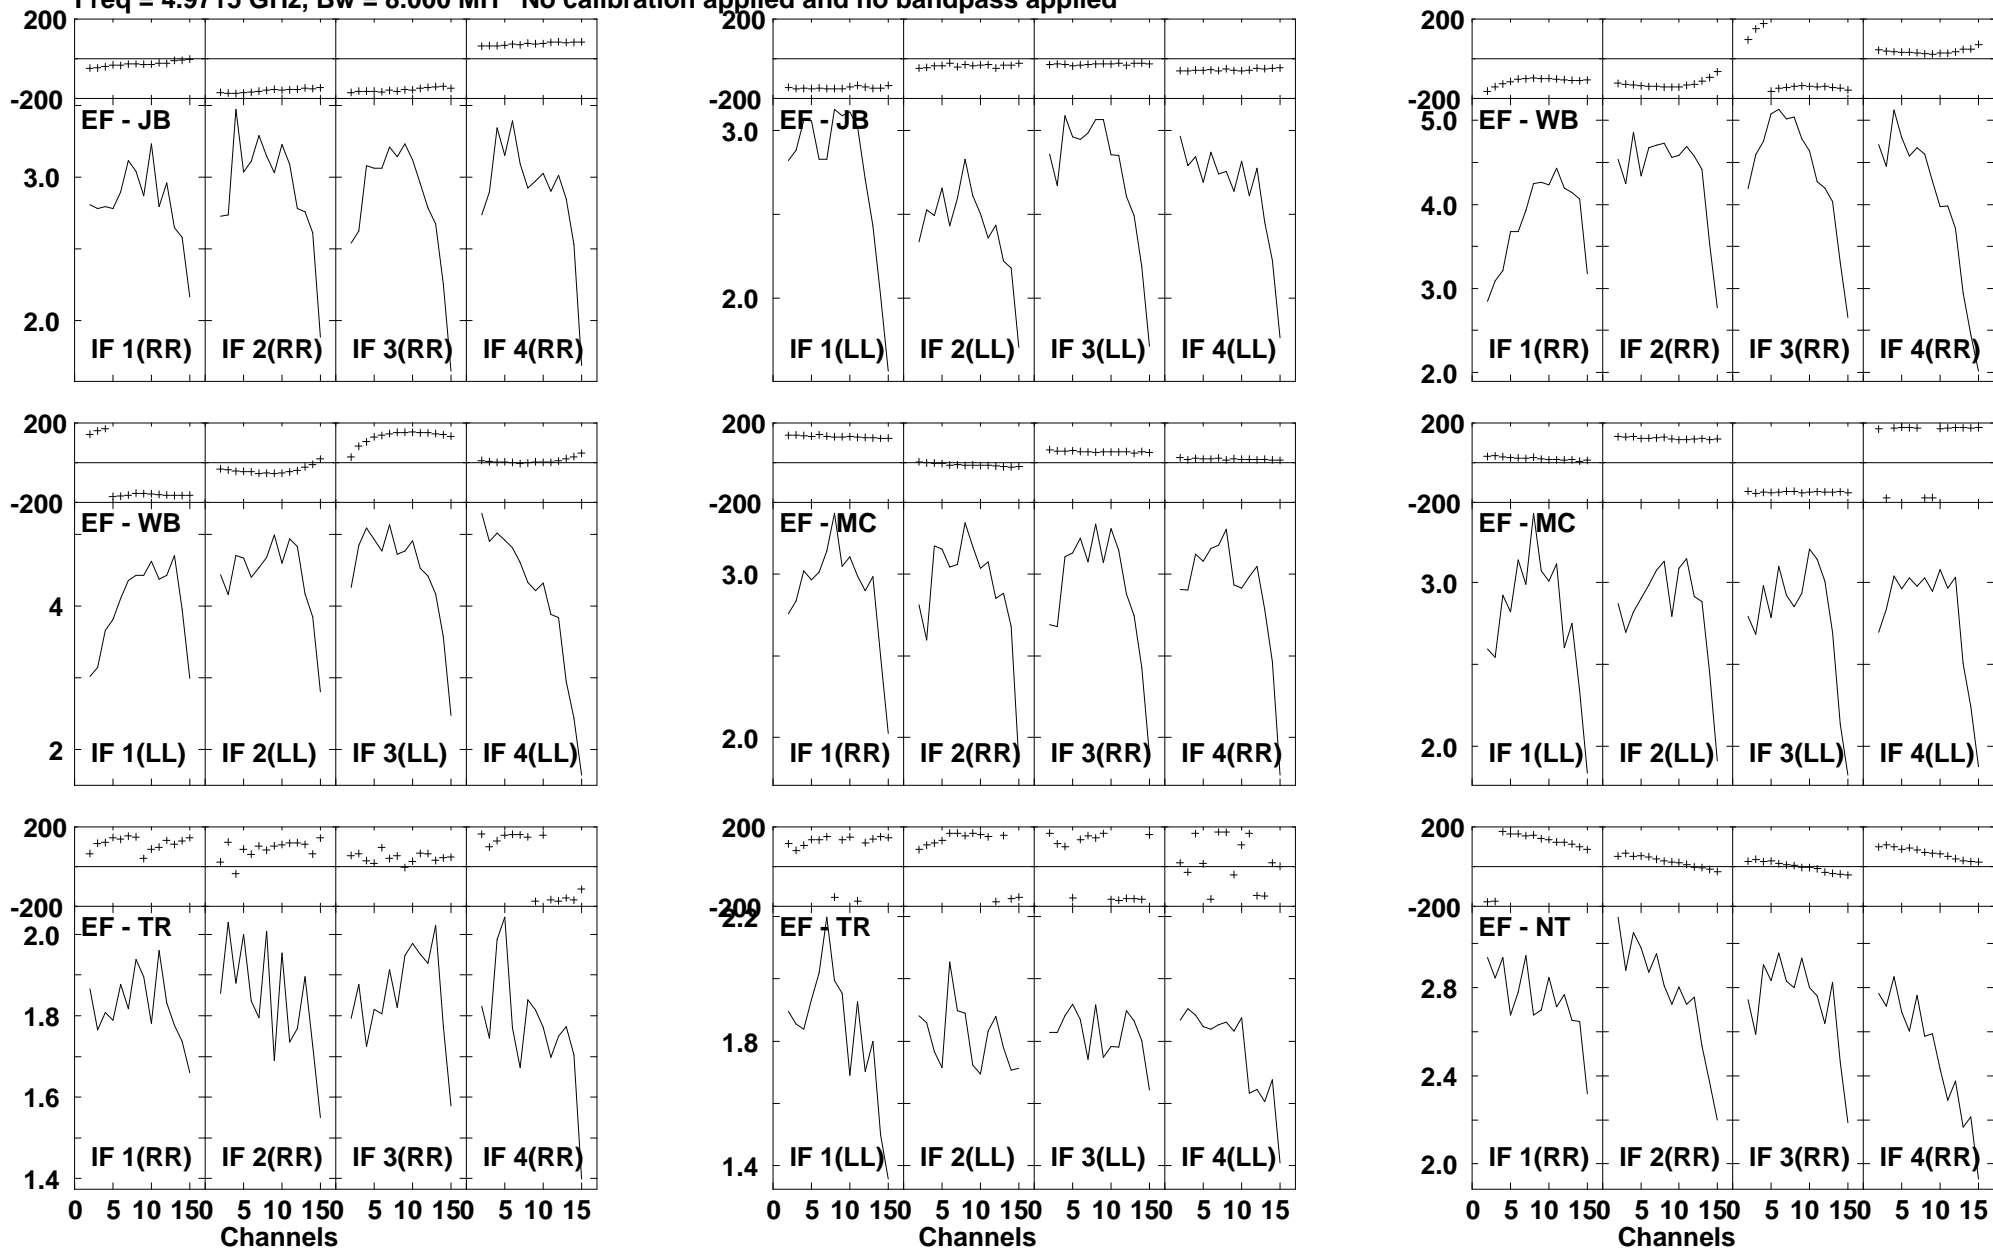 Freq = 4.9715 GHz, Bw = 8.000 MH No calibration applied and no bandpass applied
200
-200
EF - JB
3.0
2.0
IF 1(RR) IF 2(RR) IF 3(RR) IF 4(RR)
200
-200
EF - JB
3.0
2.0
IF 1(LL) IF 2(LL) IF 3(LL) IF 4(LL)
200
-200
EF - WB
5.0
4.0
3.0
2.0
IF 1(RR) IF 2(RR) IF 3(RR) IF 4(RR)
200
-200
EF - WB
4
2
IF 1(LL) IF 2(LL) IF 3(LL) IF 4(LL)
200
-200
EF - MC
3.0
2.0
IF 1(RR) IF 2(RR) IF 3(RR) IF 4(RR)
200
-200
EF - MC
3.0
2.0
IF 1(LL) IF 2(LL) IF 3(LL) IF 4(LL)
200
-200
EF - TR
2.0
1.8
1.6
1.4
IF 1(RR) IF 2(RR) IF 3(RR) IF 4(RR)
0 5 10 150 5 10 150 5 10 150 5 10 15
Channels
200
-200
2.2
EF - TR
1.8
1.4
IF 1(LL) IF 2(LL) IF 3(LL) IF 4(LL)
0 5 10 150 5 10 150 5 10 150 5 10 15
Channels
200
-200
EF - NT
2.8
2.4
2.0
IF 1(RR) IF 2(RR) IF 3(RR) IF 4(RR)
0 5 10 150 5 10 150 5 10 150 5 10 15
Channels